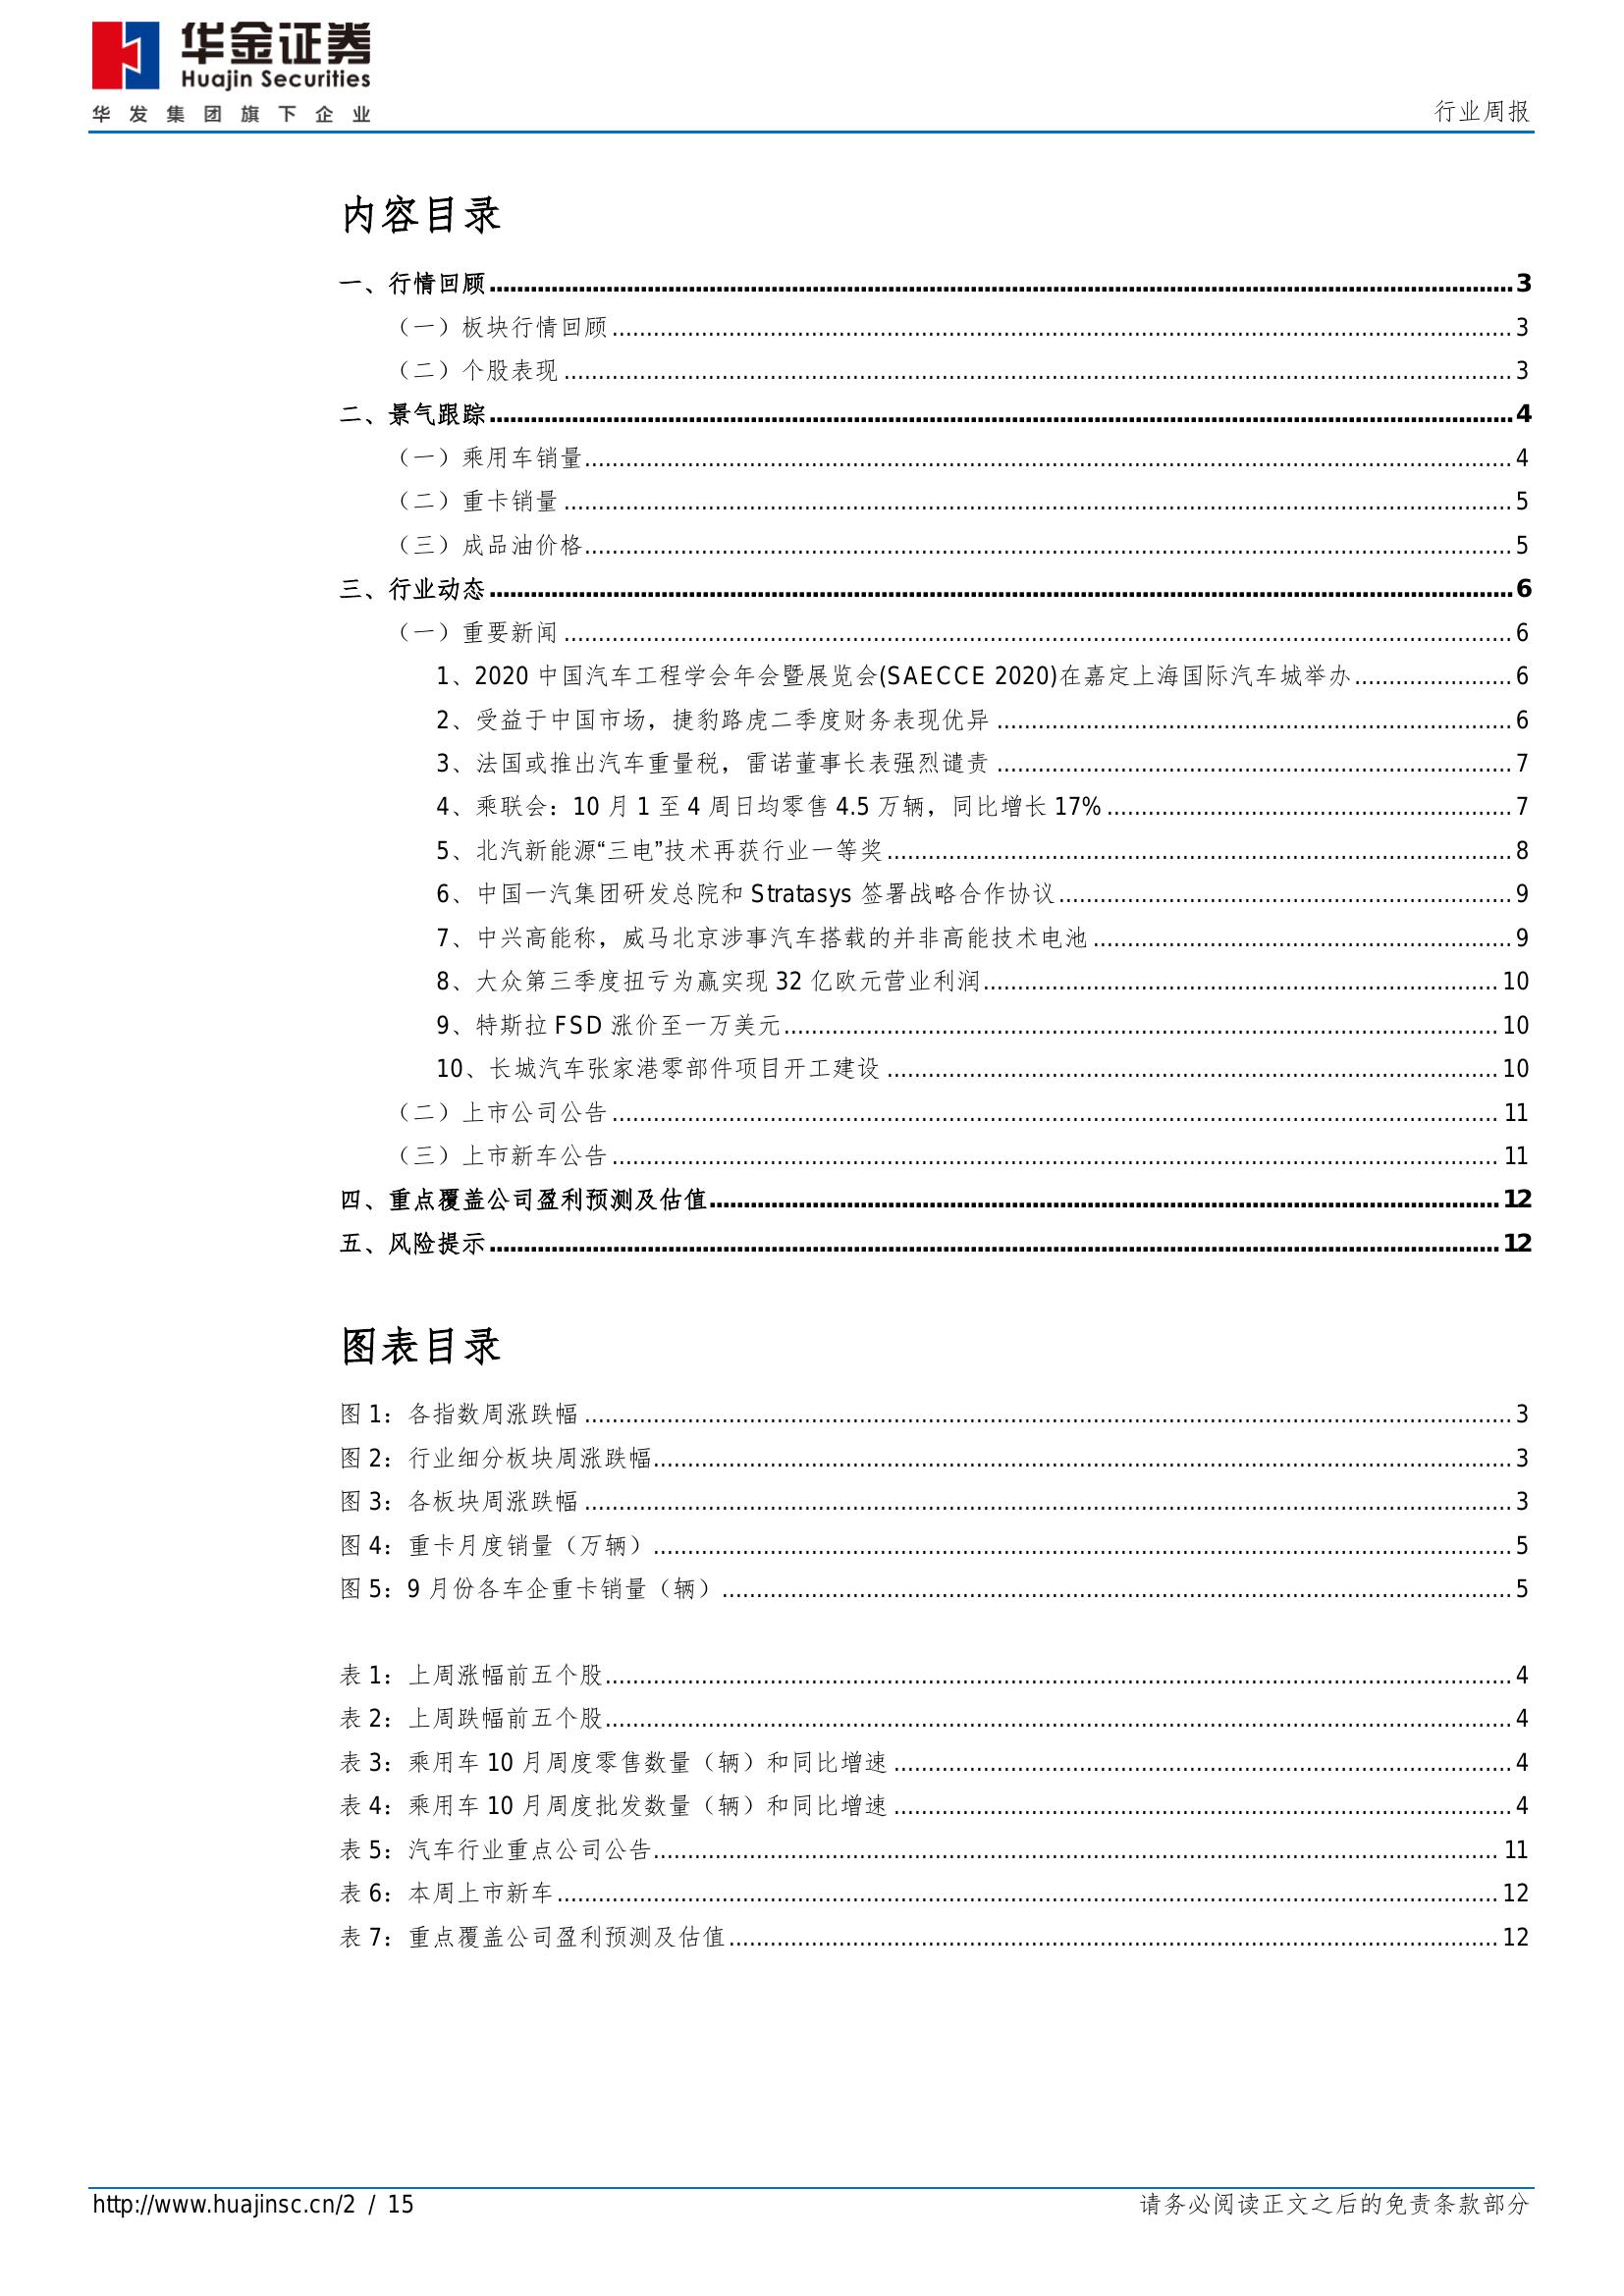 华金证券
Huajin Securities
华发集团旗下企业
行业周报
内容目录
一、行情回顾 3
（一）板块行情回顾 3
（二）个股表现 3
二、景气跟踪 4
（一）乘用车销量 4
（二）重卡销量 5
（三）成品油价格 5
三、行业动态 6
（一）重要新闻 6
1、2020 中国汽车工程学会年会暨展览会(SAECCE 2020)在嘉定上海国际汽车城举办 6
2、受益于中国市场，捷豹路虎二季度财务表现优异 6
3、法国或推出汽车重量税，雷诺董事长表强烈谴责 7
4、乘联会：10 月 1 至 4 周日均零售 4.5 万辆，同比增长 17% 7
5、北汽新能源“三电”技术再获行业一等奖 8
6、中国一汽集团研发总院和 Stratasys 签署战略合作协议 9
7、中兴高能称，威马北京涉事汽车搭载的并非高能技术电池 9
8、大众第三季度扭亏为赢实现 32 亿欧元营业利润 10
9、特斯拉 FSD 涨价至一万美元 10
10、长城汽车张家港零部件项目开工建设 10
（二）上市公司公告 11
（三）上市新车公告 11
四、重点覆盖公司盈利预测及估值 12
五、风险提示 12
图表目录
图 1：各指数周涨跌幅 3
图 2：行业细分板块周涨跌幅 3
图 3：各板块周涨跌幅 3
图 4：重卡月度销量（万辆） 5
图 5：9 月份各车企重卡销量（辆） 5
表 1：上周涨幅前五个股 4
表 2：上周跌幅前五个股 4
表 3：乘用车 10 月周度零售数量（辆）和同比增速 4
表 4：乘用车 10 月周度批发数量（辆）和同比增速 4
表 5：汽车行业重点公司公告 11
表 6：本周上市新车 12
表 7：重点覆盖公司盈利预测及估值 12
http://www.huajinsc.cn/2 / 15
请务必阅读正文之后的免责条款部分